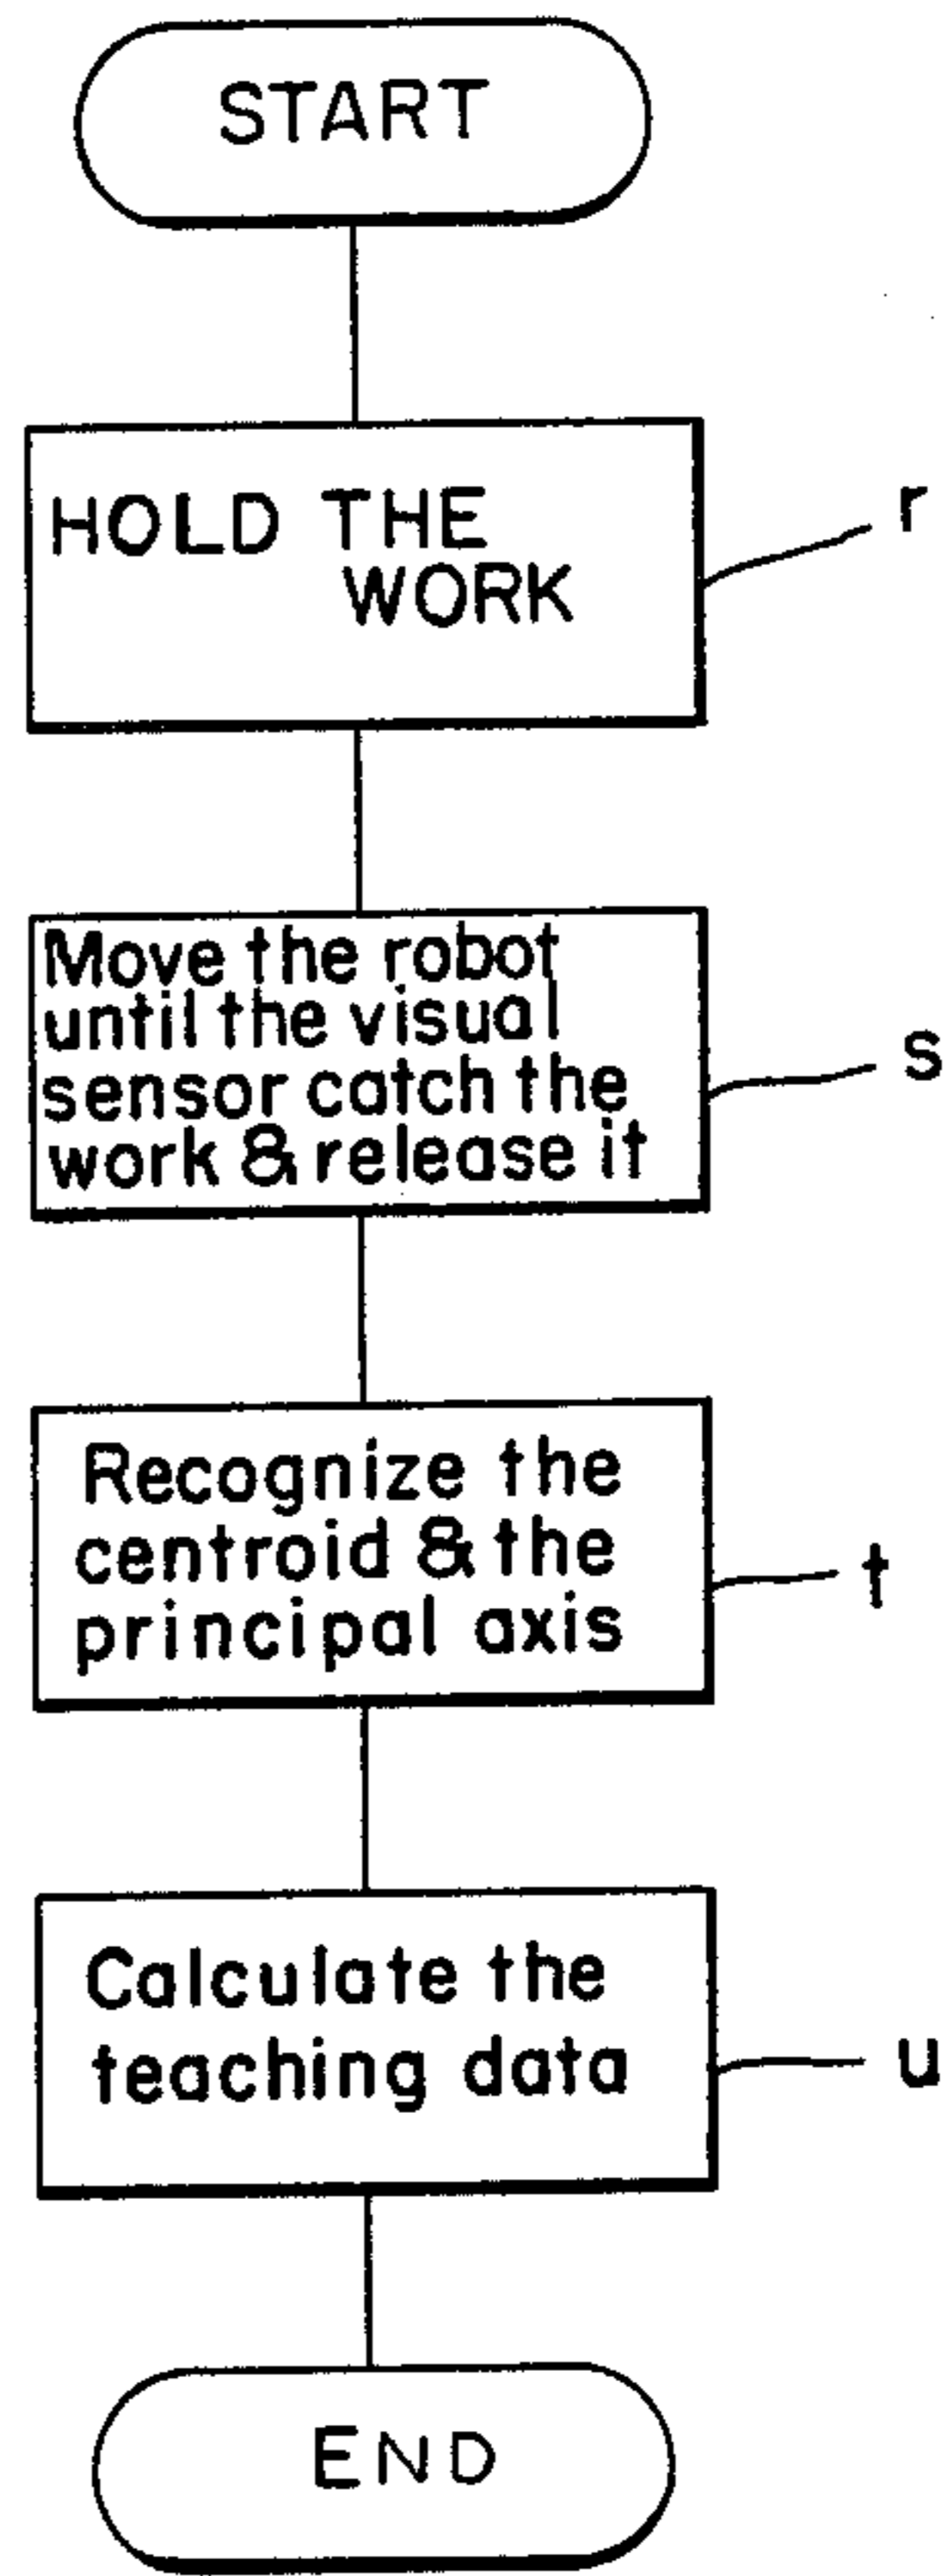 START
HOLD THE
WORK
r
Move the robot
until the visual
sensor catch the
work & release it
s
Recognize the
centroid & the
principal axis
t
Calculate the
teaching data
u
END